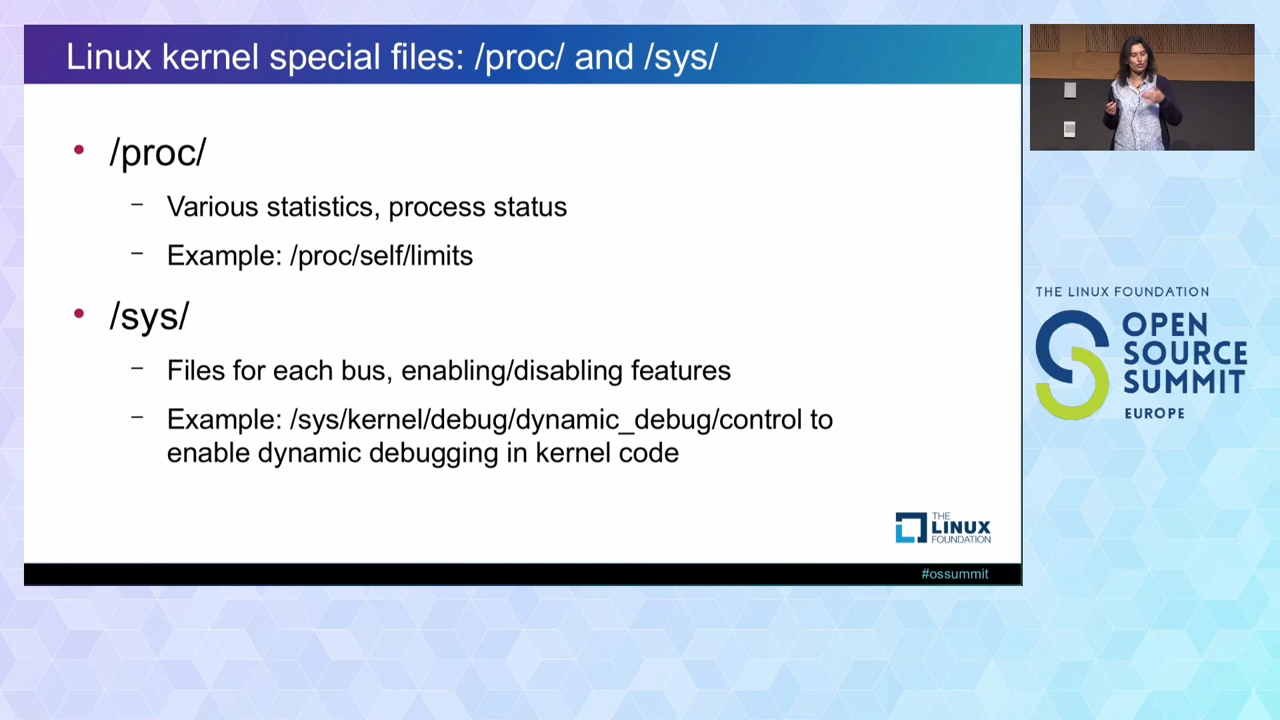 Linux kernel special files: /proc/ and /sys/
• /proc/
– Various statistics, process status
– Example: /proc/self/limits
• /sys/
– Files for each bus, enabling/disabling features
– Example: /sys/kernel/debug/dynamic_debug/control to
enable dynamic debugging in kernel code
THE
LINUX
FOUNDATION
#ossummit
THE LINUX FOUNDATION
OPEN
SOURCE
SUMMIT
EUROPE